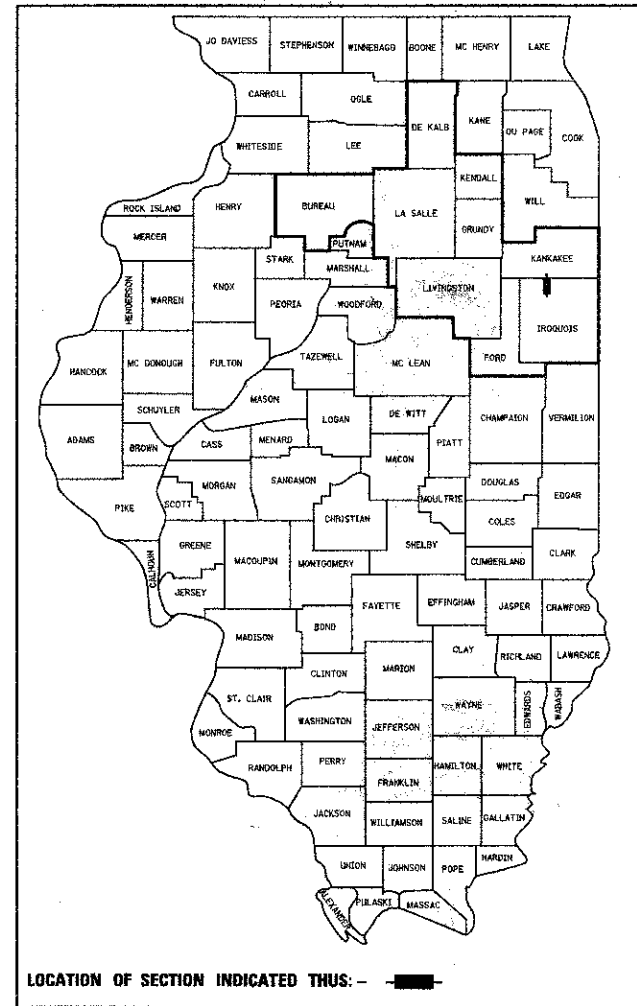 JO DAVIESS STEPHENSON WINNEBAGO BOONE MC HENRY LAKE
CARROLL OGLE DE KALB KANE DU PAGE COOK
WHITESIDE LEE
KENDALL WILL
ROCK ISLAND HENRY BUREAU LA SALLE GRUNDY
MERCER PUTNAM KANKAKEE
STARK MARSHALL
HENDERSON WARREN KNOX PEORIA WOODFORD LIVINGSTON IROQUOIS
HANCOCK MC DONOUGH FULTON TAZEWELL MC LEAN FORD
SCHUYLER MASON LOGAN DE WITT CHAMPAIGN VERMILION
ADAMS BROWN CASS MENARD MACON PIATT
PIKE SCOTT MORGAN SANGAMON CHRISTIAN MOULTRIE DOUGLAS EDGAR
COLES
CALHOUN GREENE MACOUPIN MONTGOMERY SHELBY CUMBERLAND CLARK
JERSEY FAYETTE EFFINGHAM JASPER CRAWFORD
MADISON BOND
CLAY RICHLAND LAWRENCE
CLINTON MARION
ST. CLAIR WAYNE EDWARDS WABASH
MONROE WASHINGTON JEFFERSON
RANDOLPH PERRY HAMILTON WHITE
FRANKLIN
JACKSON WILLIAMSON SALINE GALLATIN
UNION JOHNSON POPE HARDIN
ALEXANDER PULASKI MASSAC
LOCATION OF SECTION INDICATED THUS: -